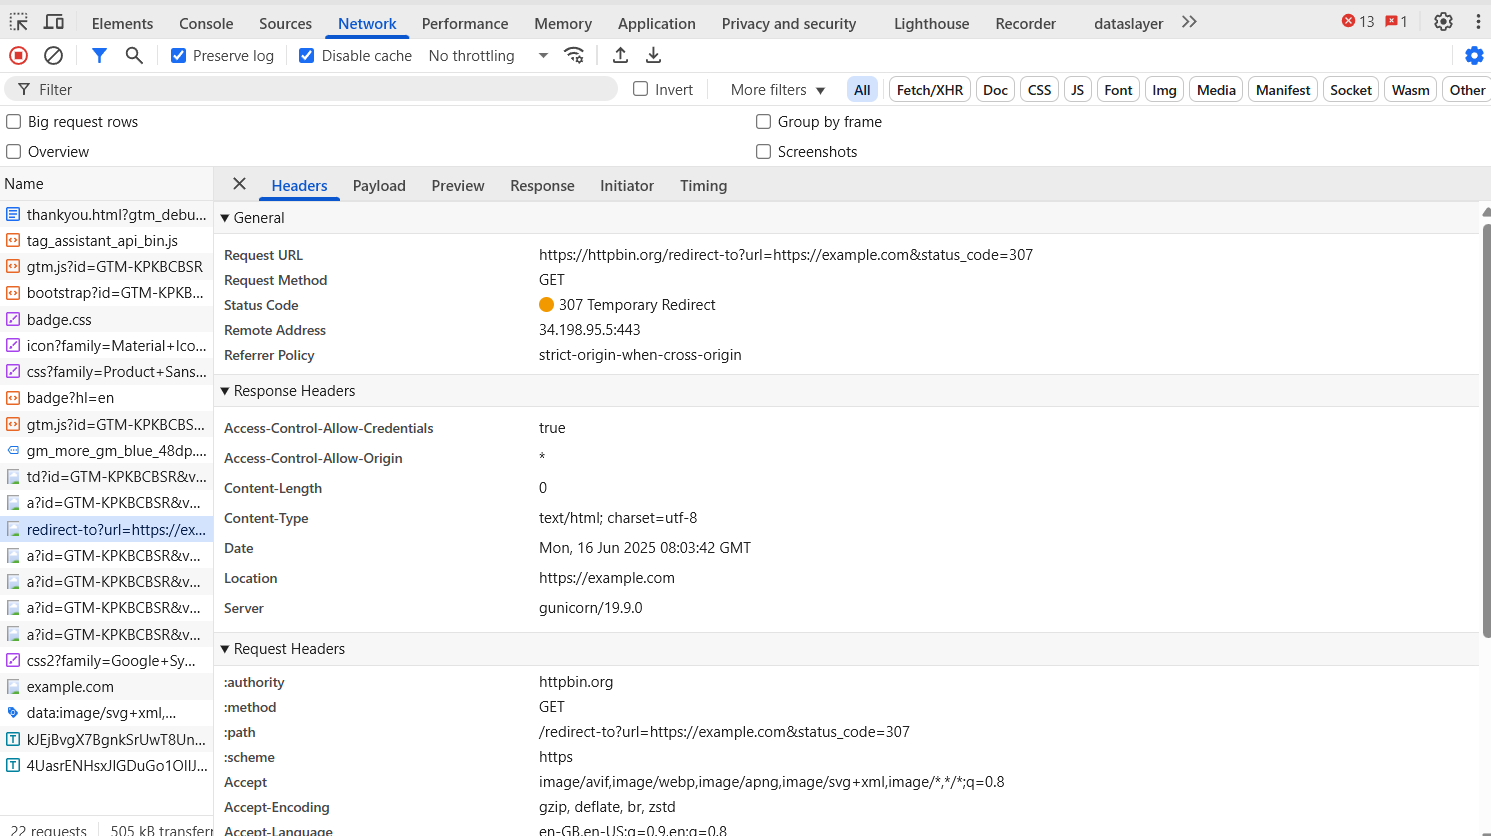 Elements Console Sources Network Performance Memory Application Privacy and security Lighthouse Recorder dataslayer 13 1
Preserve log Disable cache No throttling
Filter Invert More filters All Fetch/XHR Doc CSS JS Font Img Media Manifest Socket Wasm Other
Big request rows Group by frame
Overview Screenshots
Name
thankyou.html?gtm_debu...
tag_assistant_api_bin.js
gtm.js?id=GTM-KPKBCBSR
bootstrap?id=GTM-KPKB...
badge.css
icon?family=Material+Ico...
css?family=Product+Sans...
badge?hl=en
gtm.js?id=GTM-KPKBCBS...
gm_more_gm_blue_48dp....
td?id=GTM-KPKBCBSR&v...
a?id=GTM-KPKBCBSR&v...
redirect-to?url=https://ex...
a?id=GTM-KPKBCBSR&v...
a?id=GTM-KPKBCBSR&v...
a?id=GTM-KPKBCBSR&v...
a?id=GTM-KPKBCBSR&v...
css2?family=Google+Sy...
example.com
data:image/svg+xml,...
kJEjBvgX7BgnkSrUwT8Un...
22 requests 505 kB transferr
Headers Payload Preview Response Initiator Timing
General
Request URL https://httpbin.org/redirect-to?url=https://example.com&status_code=307
Request Method GET
Status Code 307 Temporary Redirect
Remote Address 34.198.95.5:443
Referrer Policy strict-origin-when-cross-origin
Response Headers
Access-Control-Allow-Credentials true
Access-Control-Allow-Origin *
Content-Length 0
Content-Type text/html; charset=utf-8
Date Mon, 16 Jun 2025 08:03:42 GMT
Location https://example.com
Server gunicorn/19.9.0
Request Headers
:authority httpbin.org
:method GET
:path /redirect-to?url=https://example.com&status_code=307
:scheme https
Accept image/avif,image/webp,image/apng,image/svg+xml,image/*,*/*;q=0.8
Accept-Encoding gzip, deflate, br, zstd
Accept-Language en-GB,en-US;q=0.9,en;q=0.8